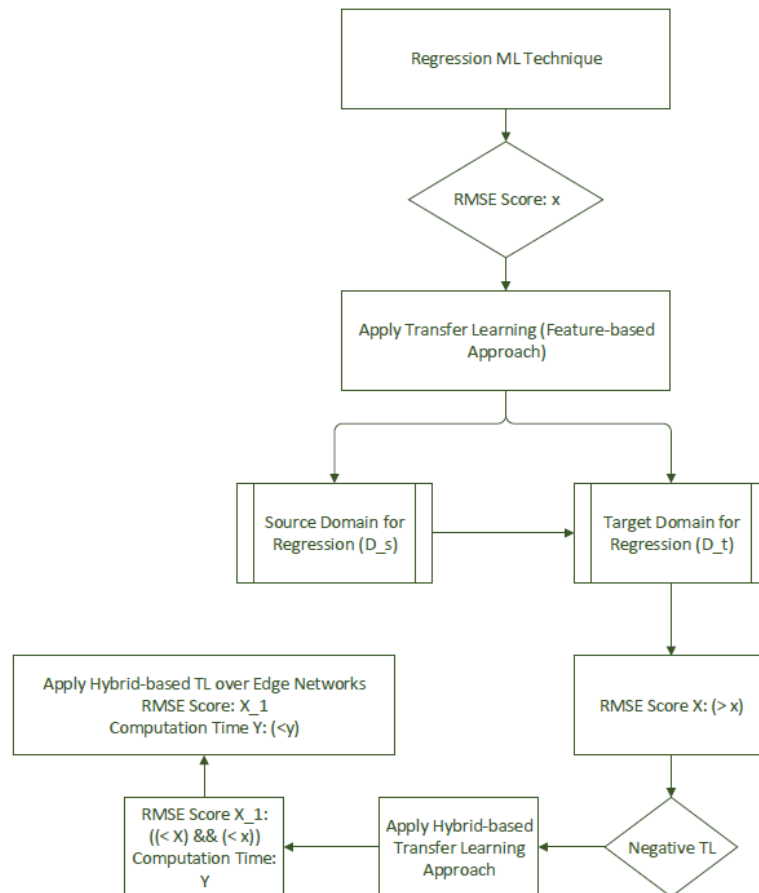 Regression ML Technique
RMSE Score: x
Apply Transfer Learning (Feature-based
Approach)
Source Domain for
Regression (D_s)
Target Domain for
Regression (D_t)
RMSE Score X: (> x)
Negative TL
Apply Hybrid-based
Transfer Learning
Approach
RMSE Score X_1:
((< X) && (< x))
Computation Time:
Y
Apply Hybrid-based TL over Edge Networks
RMSE Score: X_1
Computation Time Y: (<y)